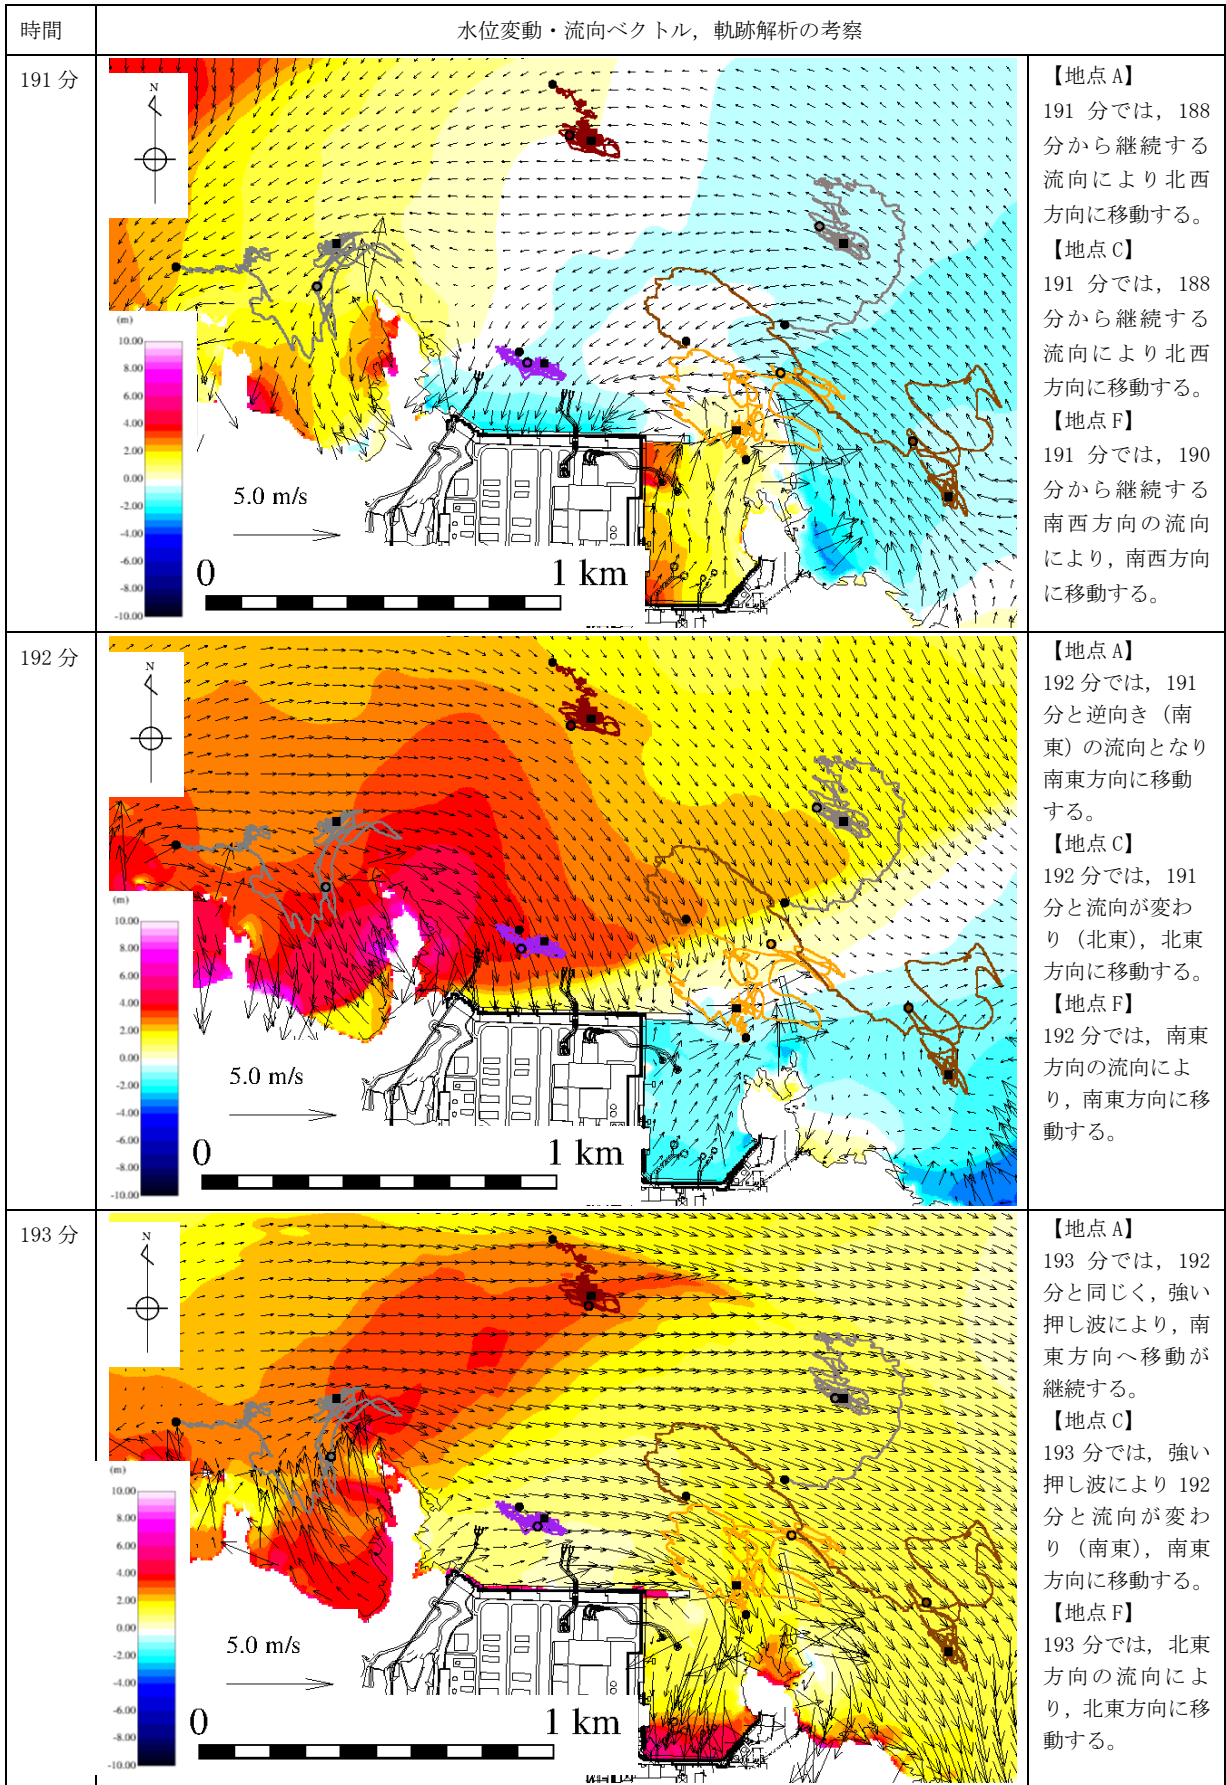 時間
水位変動・流向ベクトル，軌跡解析の考察
191 分
N
(m)
10.00
8.00
6.00
4.00
2.00
0.00
-2.00
-4.00
-6.00
-8.00
-10.00
5.0 m/s
0
1 km
【地点 A】
191 分では，188
分から継続する
流向により北西
方向に移動する。
【地点 C】
191 分では，188
分から継続する
流向により北西
方向に移動する。
【地点 F】
191 分では，190
分から継続する
南西方向の流向
により，南西方向
に移動する。
192 分
N
(m)
10.00
8.00
6.00
4.00
2.00
0.00
-2.00
-4.00
-6.00
-8.00
-10.00
5.0 m/s
0
1 km
【地点 A】
192 分では，191
分と逆向き（南
東）の流向となり
南東方向に移動
する。
【地点 C】
192 分では，191
分と流向が変わ
り（北東），北東
方向に移動する。
【地点 F】
192 分では，南東
方向の流向によ
り，南東方向に移
動する。
193 分
N
(m)
10.00
8.00
6.00
4.00
2.00
0.00
-2.00
-4.00
-6.00
-8.00
-10.00
5.0 m/s
0
1 km
【地点 A】
193 分では，192
分と同じく，強い
押し波により，南
東方向へ移動が
継続する。
【地点 C】
193 分では，強い
押し波により 192
分と流向が変わ
り（南東），南東
方向に移動する。
【地点 F】
193 分では，北東
方向の流向によ
り，北東方向に移
動する。